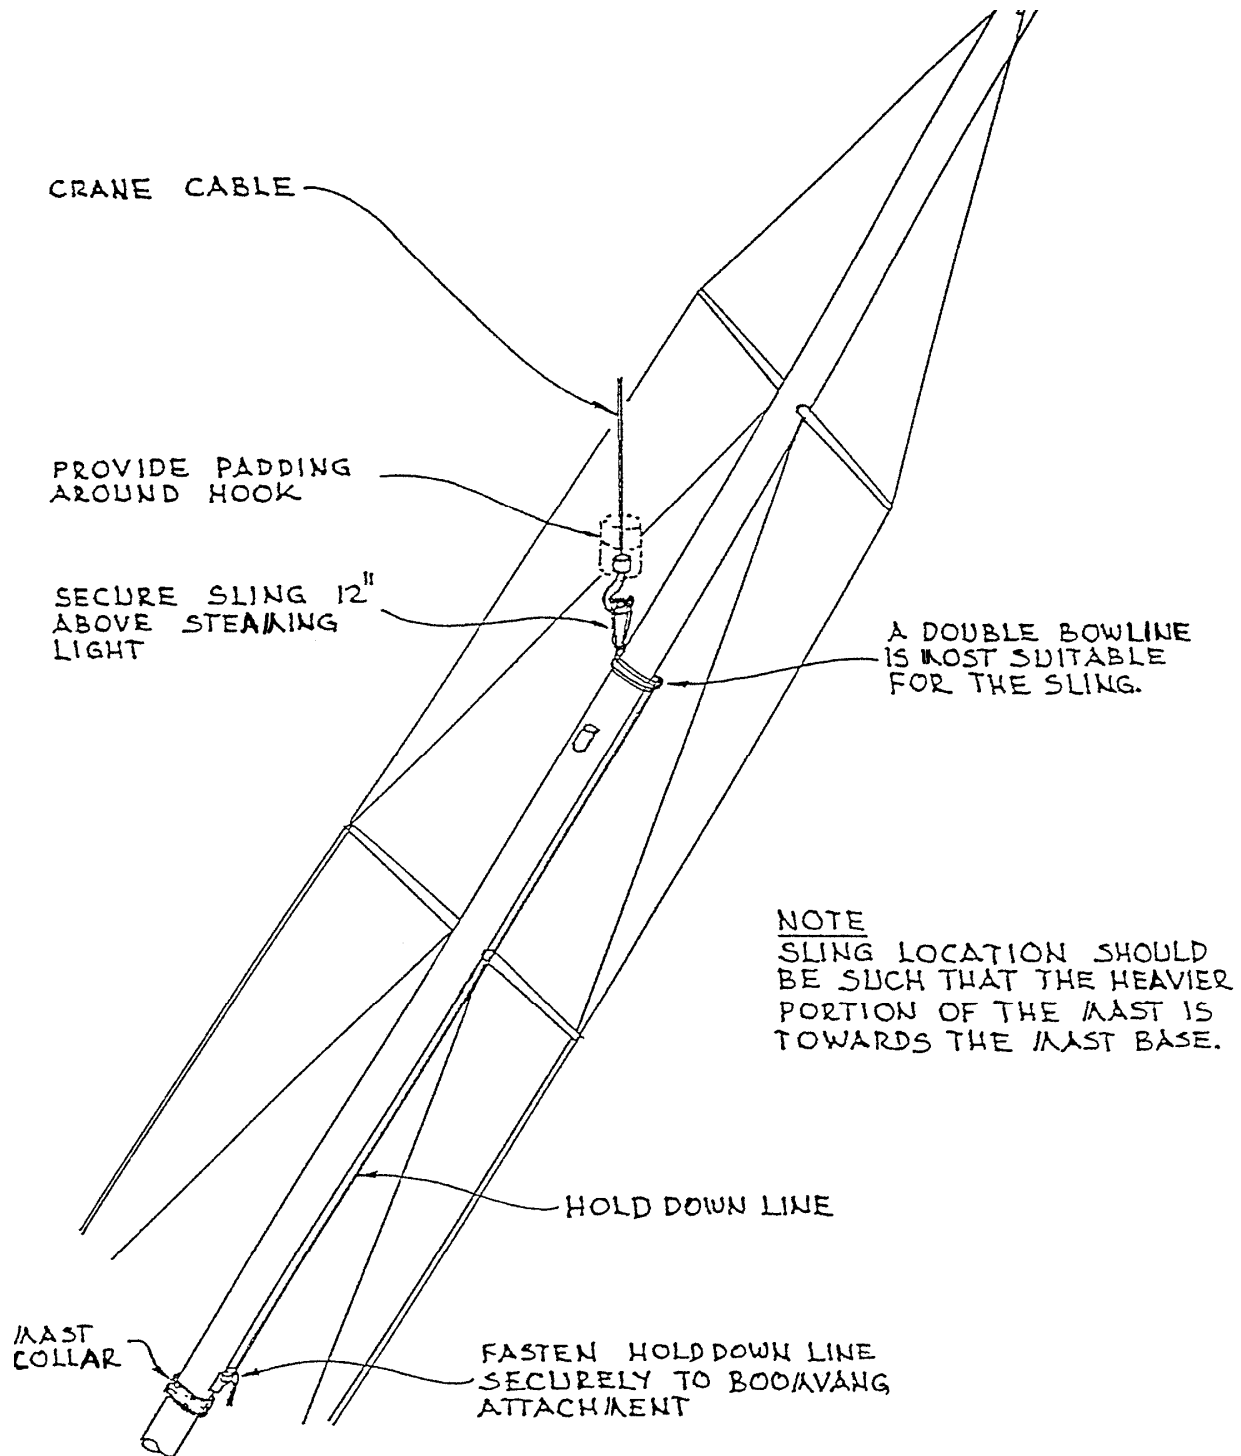 CRANE CABLE
PROVIDE PADDING
AROUND HOOK
SECURE SLING 12"
ABOVE STEAMING
LIGHT
A DOUBLE BOWLINE
IS MOST SUITABLE
FOR THE SLING.
NOTE
SLING LOCATION SHOULD
BE SUCH THAT THE HEAVIER
PORTION OF THE MAST IS
TOWARDS THE MAST BASE.
HOLD DOWN LINE
MAST
COLLAR
FASTEN HOLD DOWN LINE
SECURELY TO BOOMVANG
ATTACHMENT